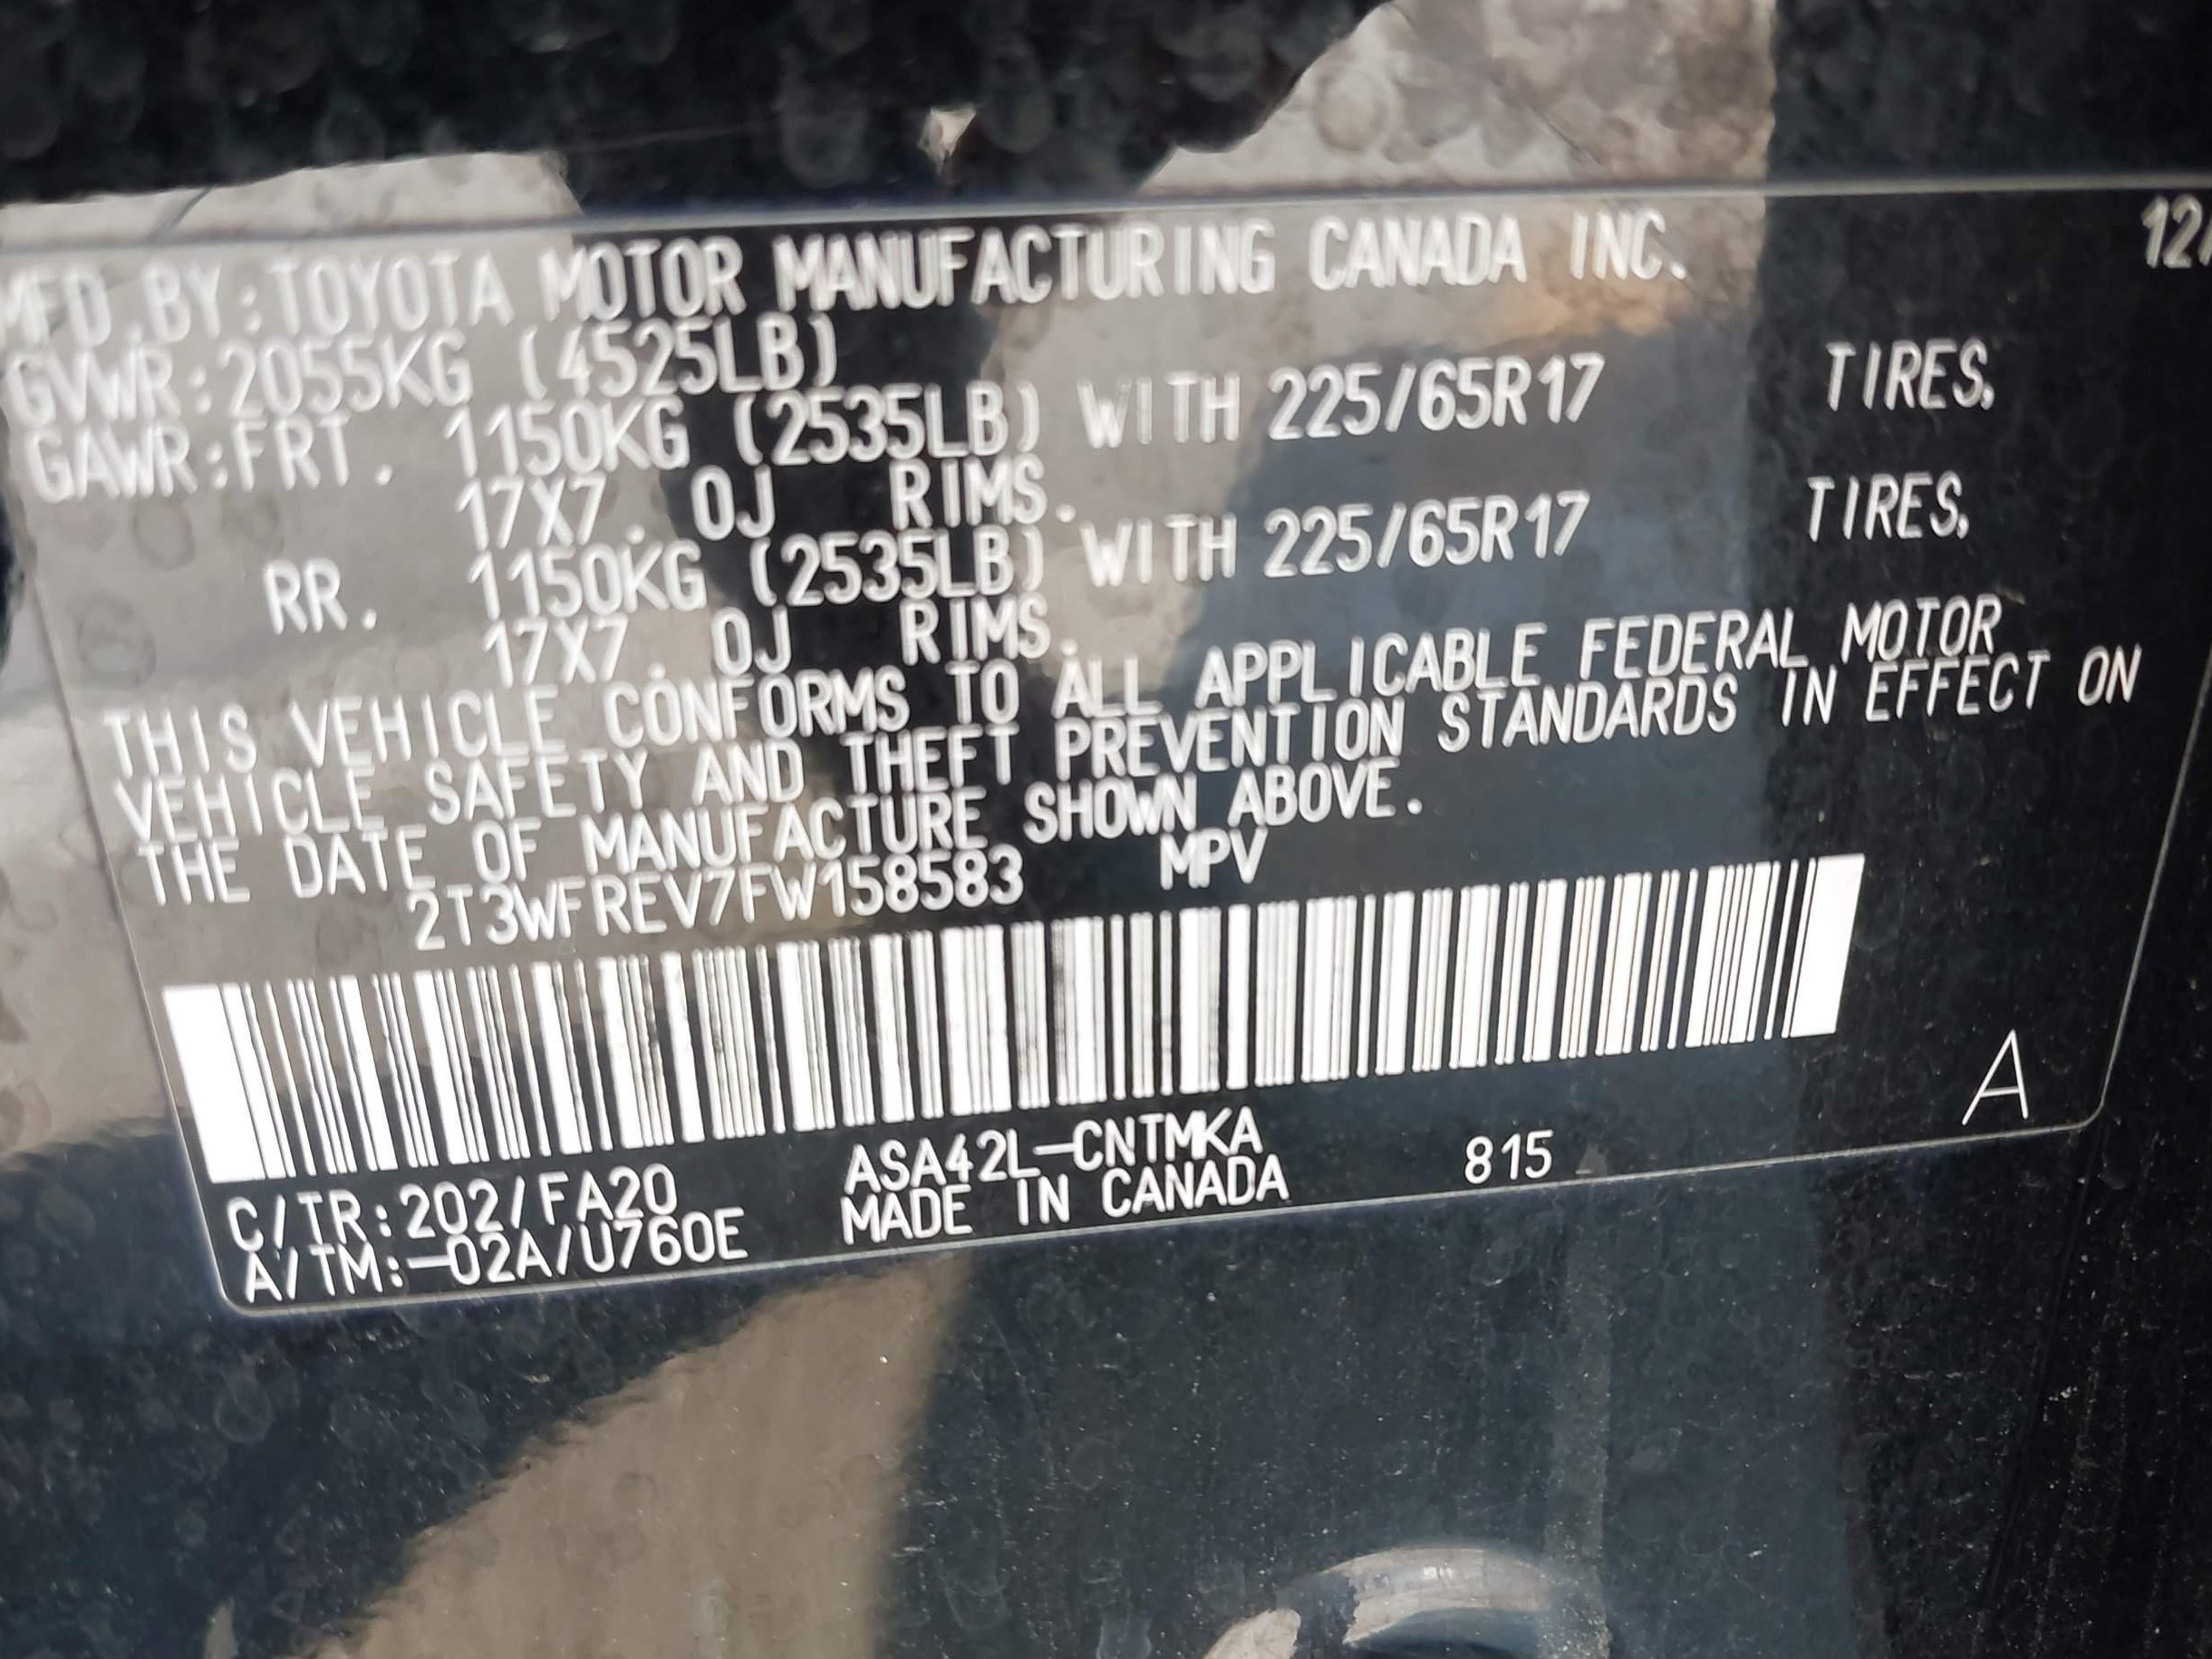 MFD.BY:TOYOTA MOTOR MANUFACTURING CANADA INC. 12/
GVWR:2055KG (4525LB)
GAWR:FRT. 1150KG (2535LB) WITH 225/65R17 TIRES,
17X7.0J RIMS.
RR. 1150KG (2535LB) WITH 225/65R17 TIRES,
17X7.0J RIMS.
THIS VEHICLE CONFORMS TO ALL APPLICABLE FEDERAL MOTOR
VEHICLE SAFETY AND THEFT PREVENTION STANDARDS IN EFFECT ON
THE DATE OF MANUFACTURE SHOWN ABOVE.
2T3WFREV7FW158583 MPV
C/TR:202/FA20 ASA42L-CNTMKA 815 A
A/TM:-02A/U760E MADE IN CANADA